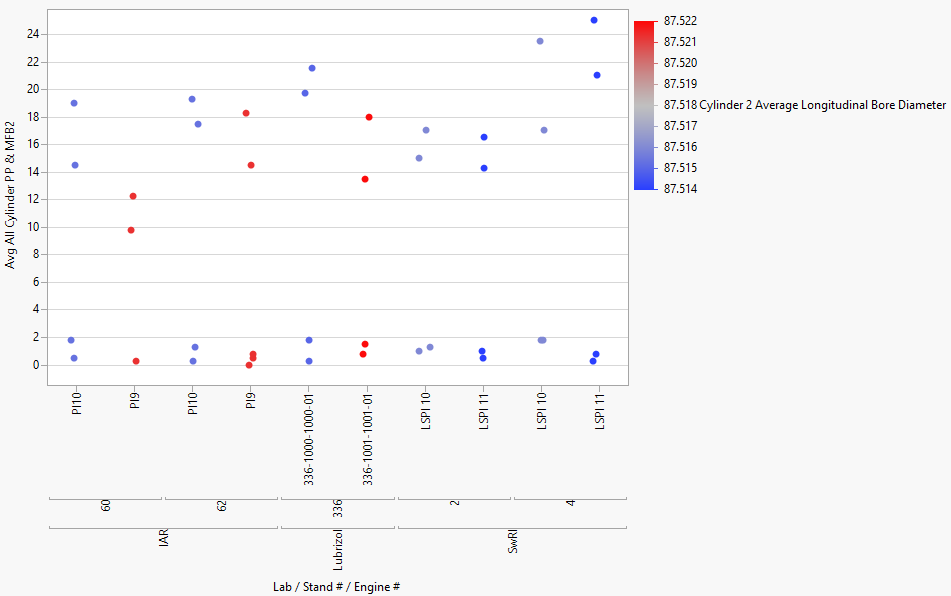 Avg All Cylinder PP & MFB2
24
22
20
18
16
14
12
10
8
6
4
2
0
87.522
87.521
87.520
87.519
87.518
87.517
87.516
87.515
87.514
Cylinder 2 Average Longitudinal Bore Diameter
PI10
PI9
PI10
PI9
336-1000-1000-01
336-1001-1001-01
LSPI 10
LSPI 11
LSPI 10
LSPI 11
60
62
336
2
4
IAR
Lubrizol
SwRI
Lab / Stand # / Engine #